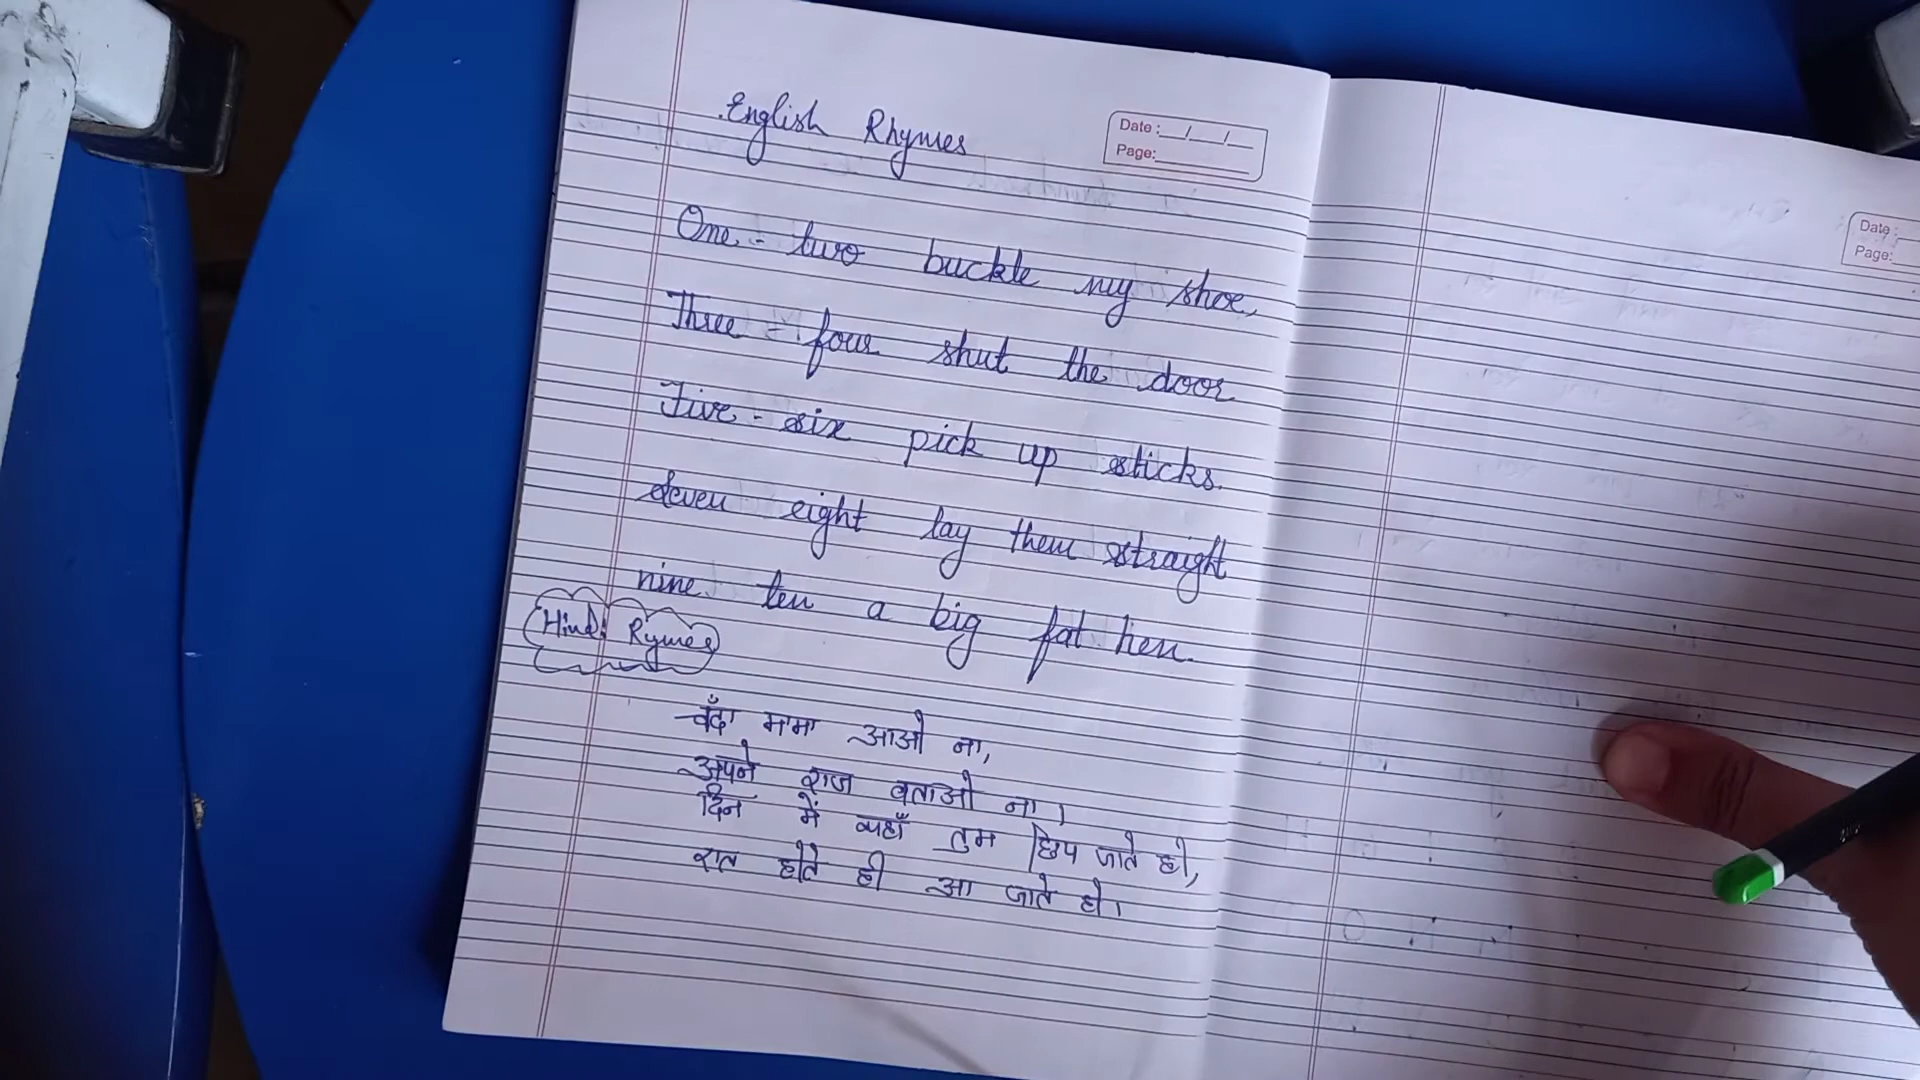 English Rhymes
Date :__/__/__
Page:________
One - two buckle my shoe,
Three - four shut the door
Five - six pick up sticks.
Seven eight lay them straight
nine ten a big fat hen.
Hindi Rymes
चँदा मामा आओ ना,
अपने राज बताओ ना।
दिन में कहाँ तुम छिप जाते हो,
रात होते ही आ जाते हो।
Date :
Page: